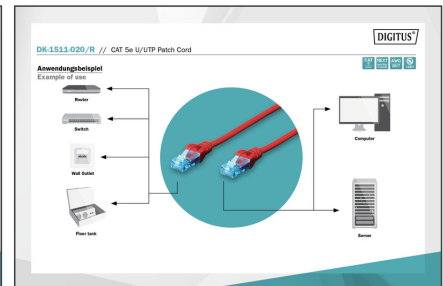 DIGITUS®
DK-1511-020/R // CAT 5e U/UTP Patch Cord
Anwendungsbeispiel
Example of use
Router
Switch
Wall Outlet
Floor tank
Computer
Server